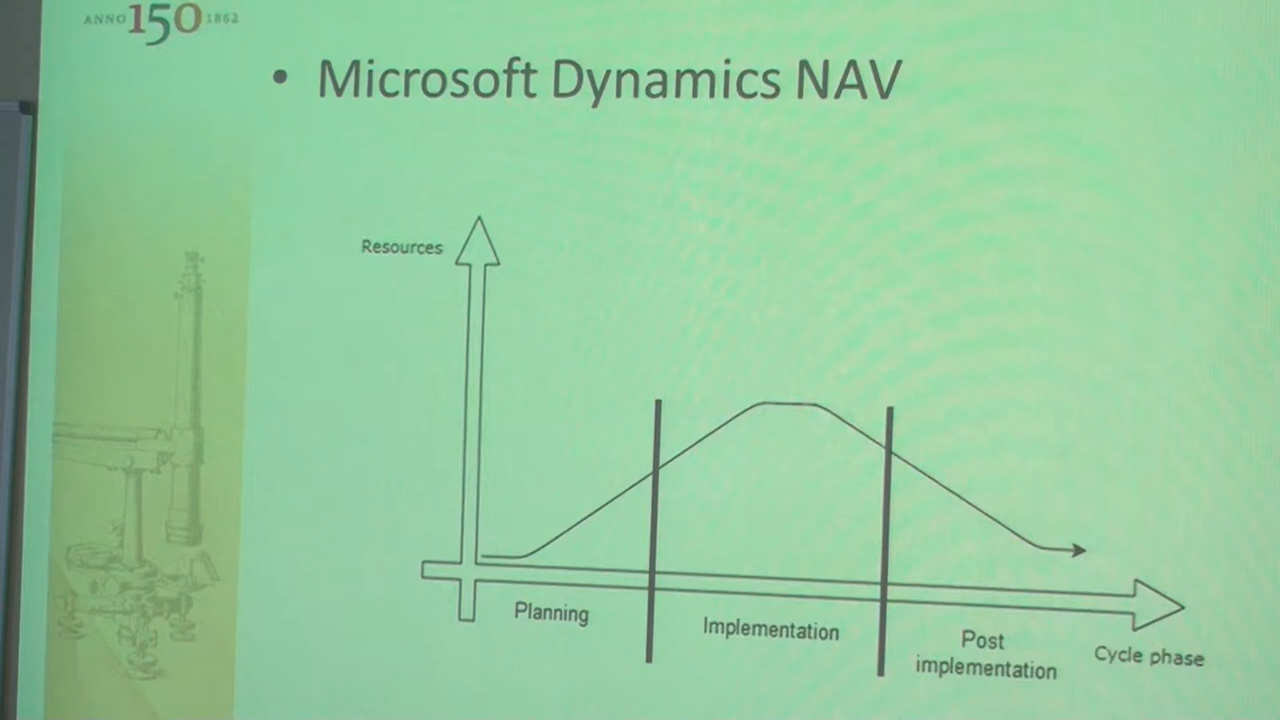 ANNO 150 1862
• Microsoft Dynamics NAV
Resources
Planning
Implementation
Post
implementation
Cycle phase